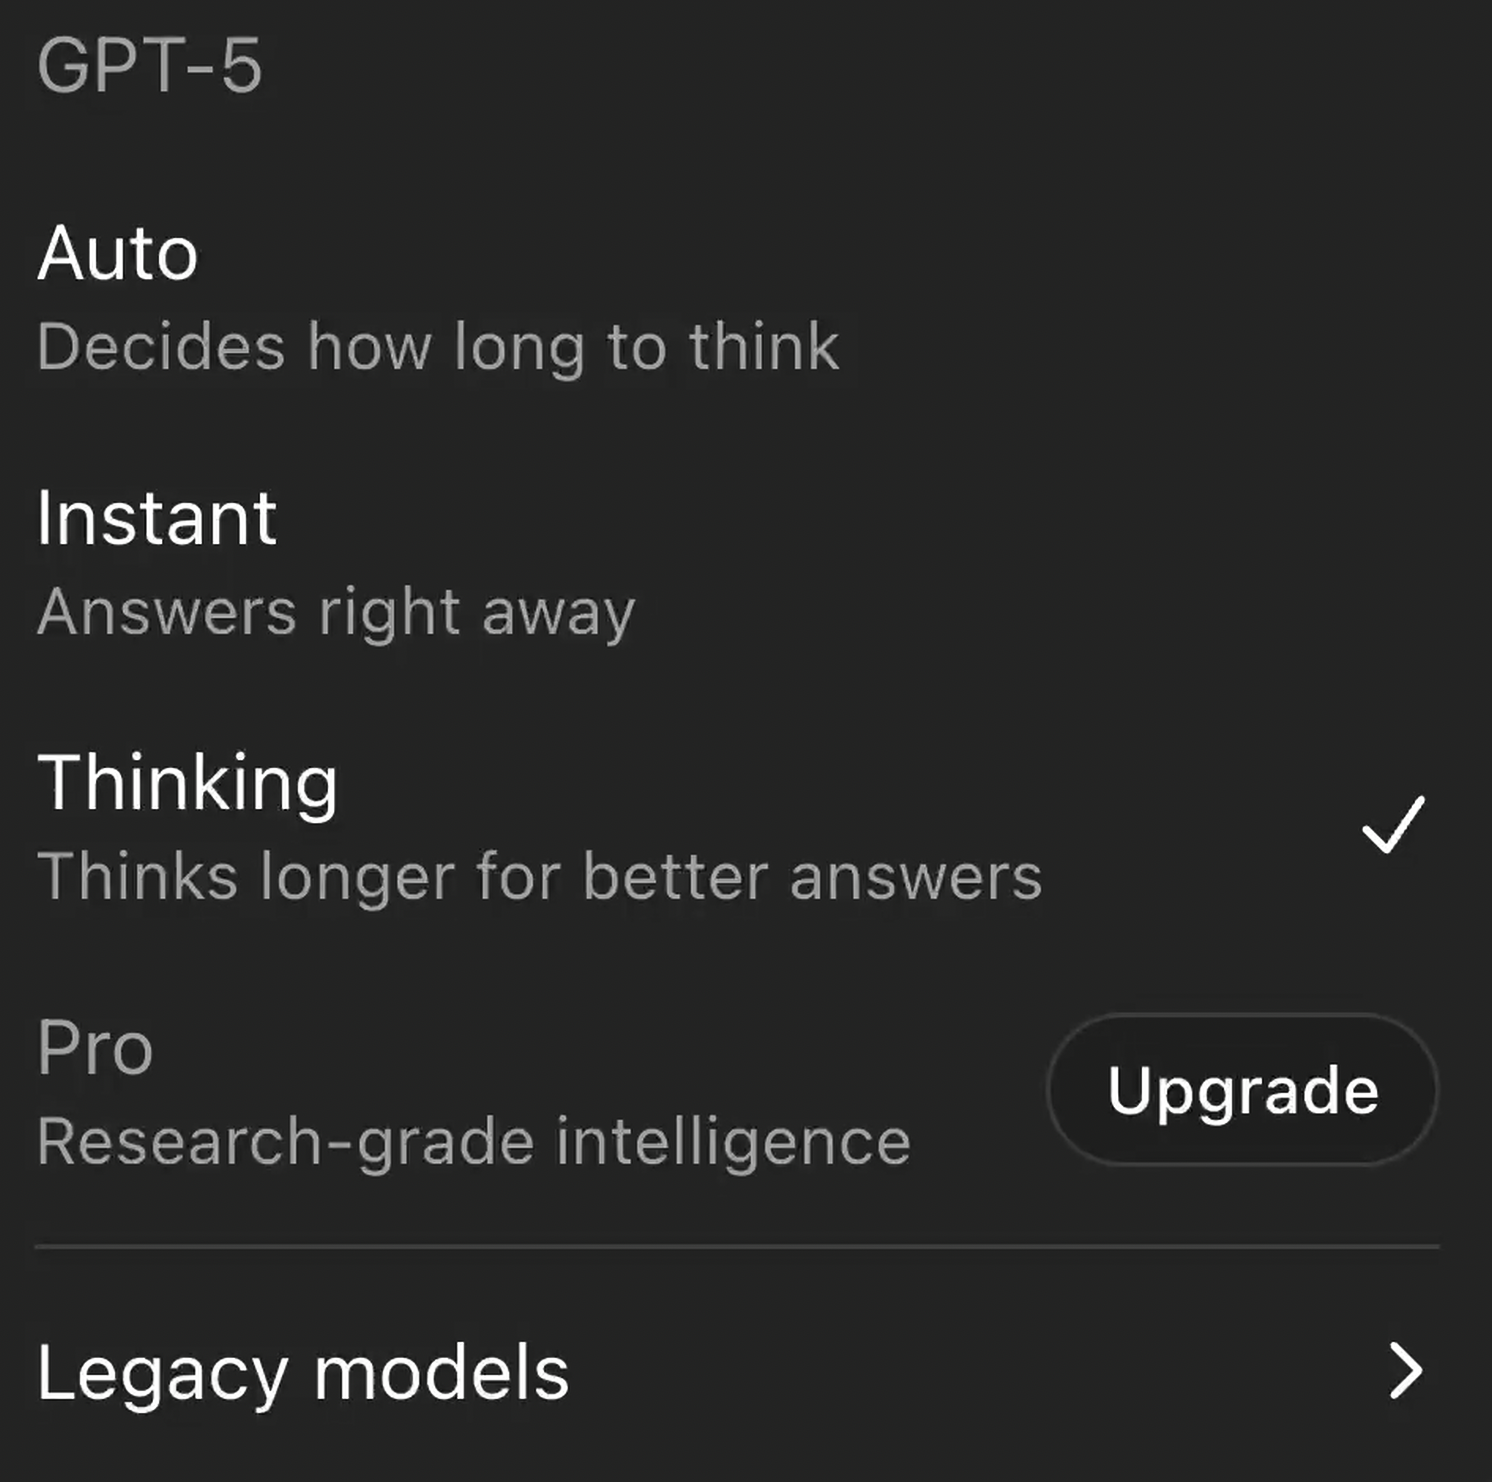 GPT-5
Auto
Decides how long to think
Instant
Answers right away
Thinking
Thinks longer for better answers
Pro
Research-grade intelligence
Upgrade
Legacy models